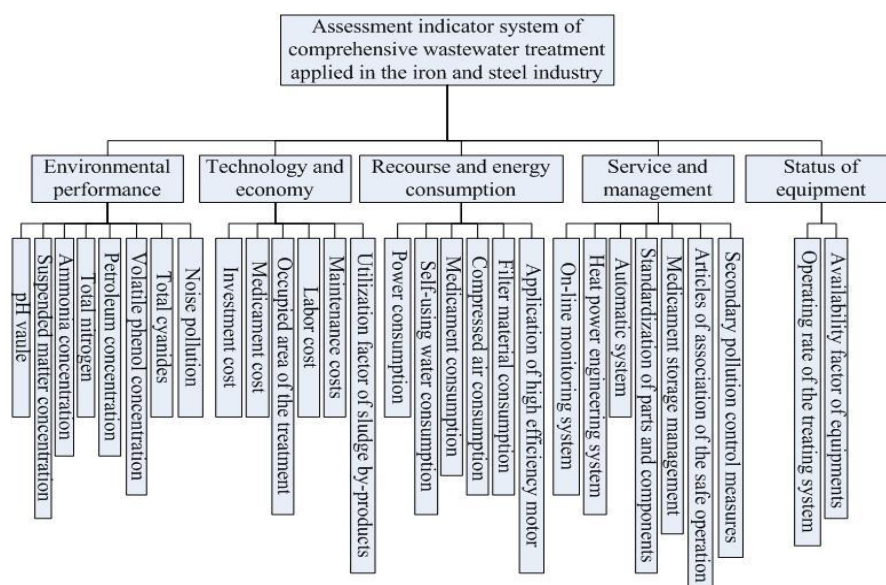 Assessment indicator system of
comprehensive wastewater treatment
applied in the iron and steel industry
Environmental
performance
Technology and
economy
Recourse and energy
consumption
Service and
management
Status of
equipment
pH vaule
Suspended matter concentration
Ammonia concentration
Total nitrogen
Petroleum concentration
Volatile phenol concentration
Total cyanides
Noise pollution
Investment cost
Medicament cost
Occupied area of the treatment
Labor cost
Maintenance costs
Utilization factor of sludge by-products
Power consumption
Self-using water consumption
Medicament consumption
Compressed air consumption
Filter material consumption
Application of high efficiency motor
On-line monitoring system
Heat power engineering system
Automatic system
Standardization of parts and components
Medicament storage management
Articles of association of the safe operation
Secondary pollution control measures
Operating rate of the treating system
Availability factor of equipments